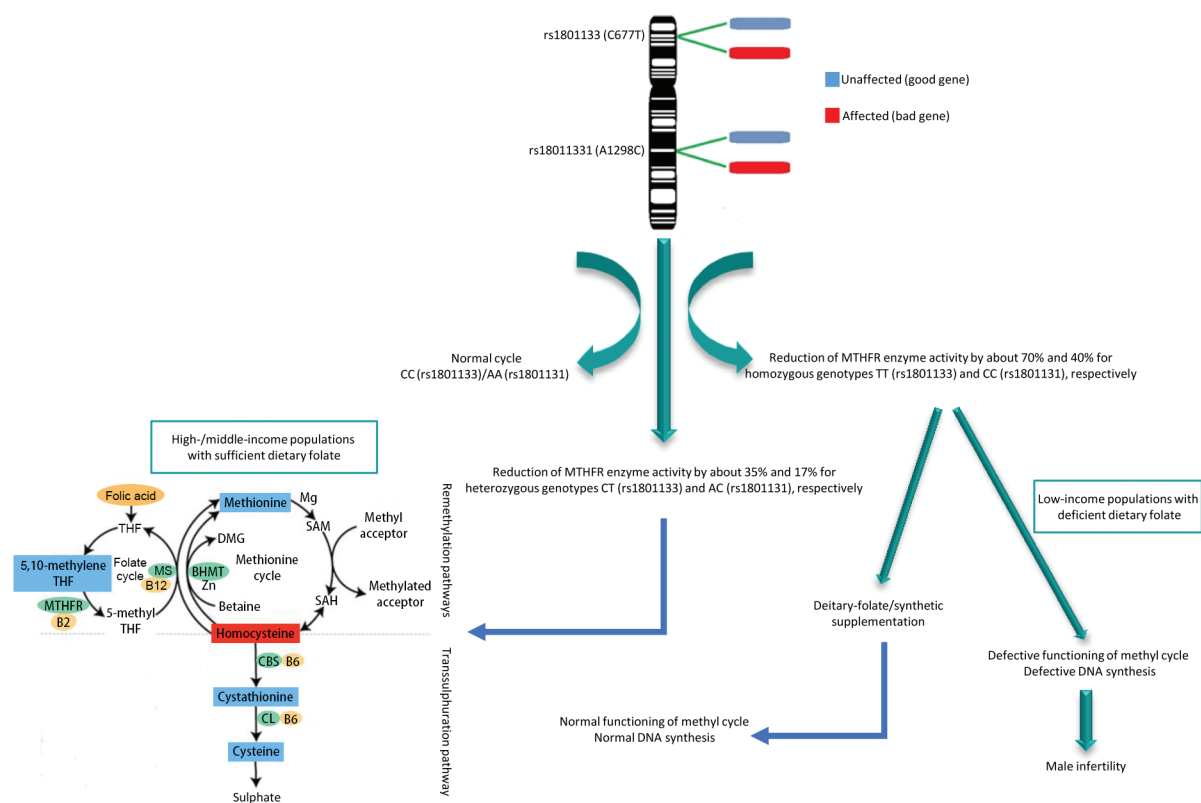 rs1801133 (C677T)
Unaffected (good gene)
Affected (bad gene)
rs18011331 (A1298C)
Normal cycle
CC (rs1801133)/AA (rs1801131)
Reduction of MTHFR enzyme activity by about 70% and 40% for
homozygous genotypes TT (rs1801133) and CC (rs1801131), respectively
High-/middle-income populations
with sufficient dietary folate
Reduction of MTHFR enzyme activity by about 35% and 17% for
heterozygous genotypes CT (rs1801133) and AC (rs1801131), respectively
Low-income populations with
deficient dietary folate
Folic acid
THF
5,10-methylene
THF
MTHFR
B2
5-methyl
THF
Folate
cycle
MS
B12
Methionine
Mg
SAM
DMG
BHMT
Zn
Betaine
Methionine
cycle
SAH
Methyl
acceptor
Methylated
acceptor
Homocysteine
CBS
B6
Cystathionine
CL
B6
Cysteine
Sulphate
Remethylation pathways
Transsulphuration pathway
Deitary-folate/synthetic
supplementation
Normal functioning of methyl cycle
Normal DNA synthesis
Defective functioning of methyl cycle
Defective DNA synthesis
Male infertility